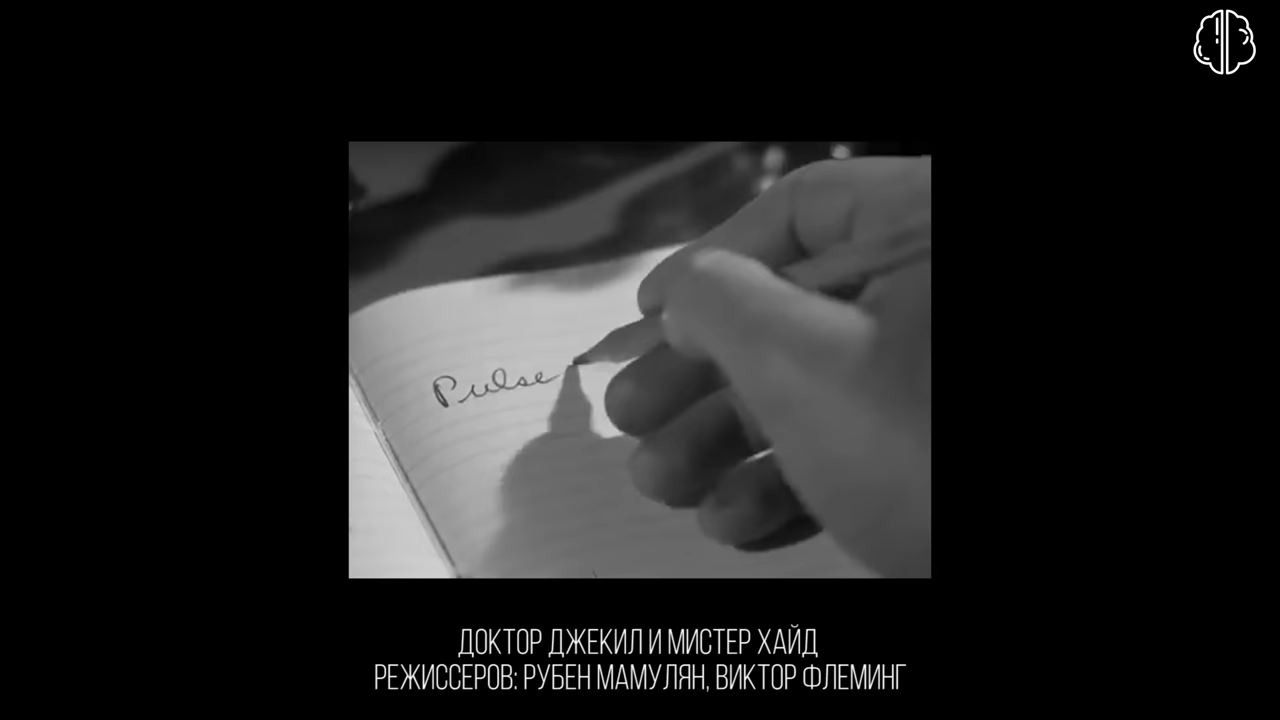 Pulse
ДОКТОР ДЖЕКИЛ И МИСТЕР ХАЙД
РЕЖИССЕРОВ: РУБЕН МАМУЛЯН, ВИКТОР ФЛЕМИНГ